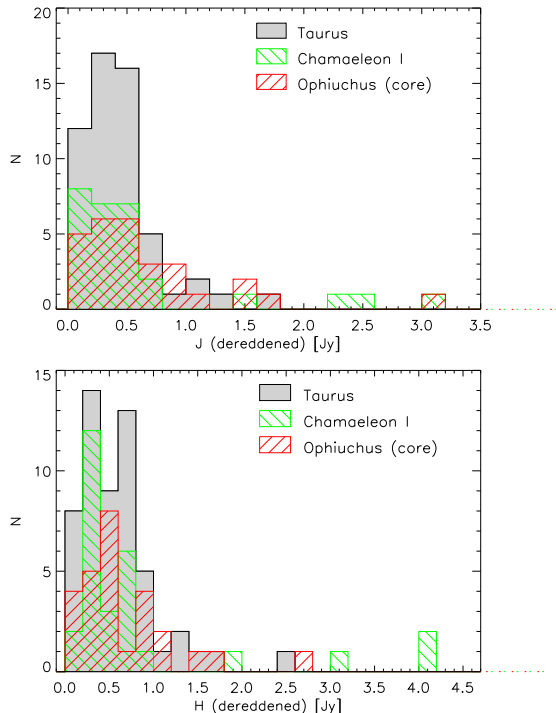 20
Taurus
Chamaeleon I
15
Ophiuchus (core)
N
10
5
0
0.0 0.5 1.0 1.5 2.0 2.5 3.0 3.5
J (dereddened) [Jy]
15
Taurus
Chamaeleon I
Ophiuchus (core)
10
N
5
0
0.0 0.5 1.0 1.5 2.0 2.5 3.0 3.5 4.0 4.5
H (dereddened) [Jy]